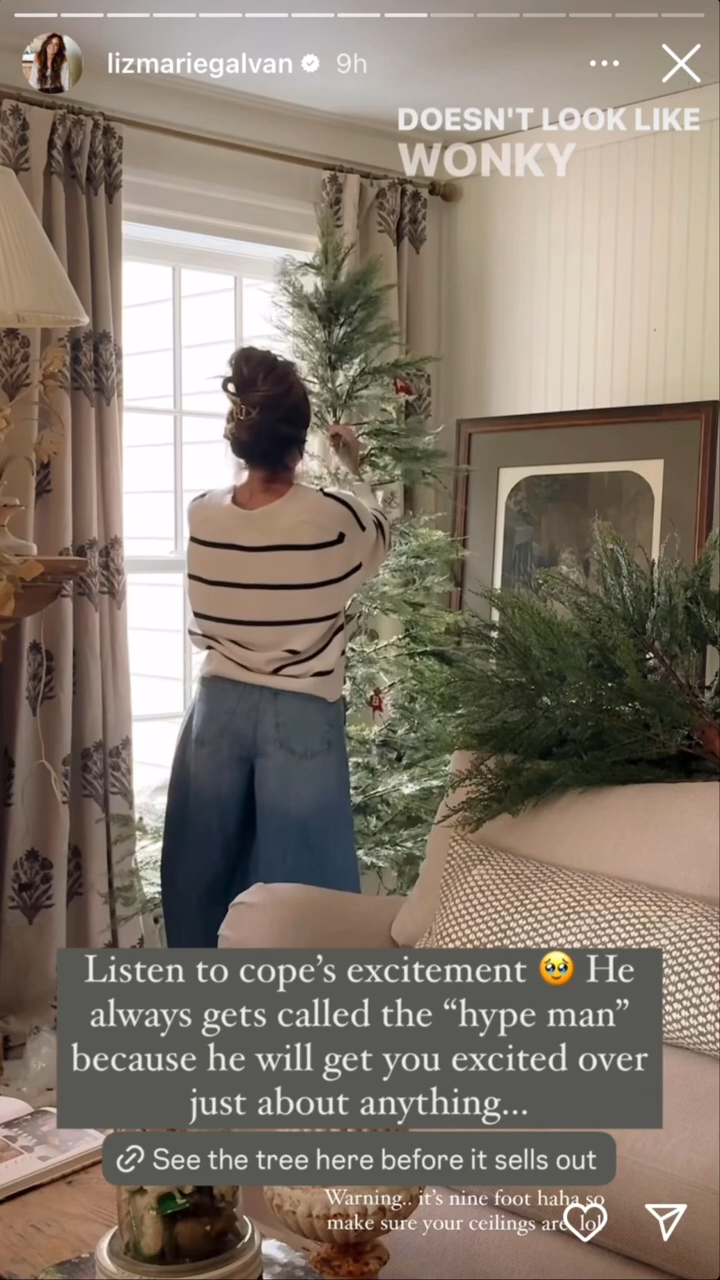 lizmariegalvan 9h
DOESN'T LOOK LIKE
WONKY
Listen to cope's excitement 🥹 He
always gets called the "hype man"
because he will get you excited over
just about anything...
See the tree here before it sells out
Warning.. it's nine foot haha so
make sure your ceilings are lol